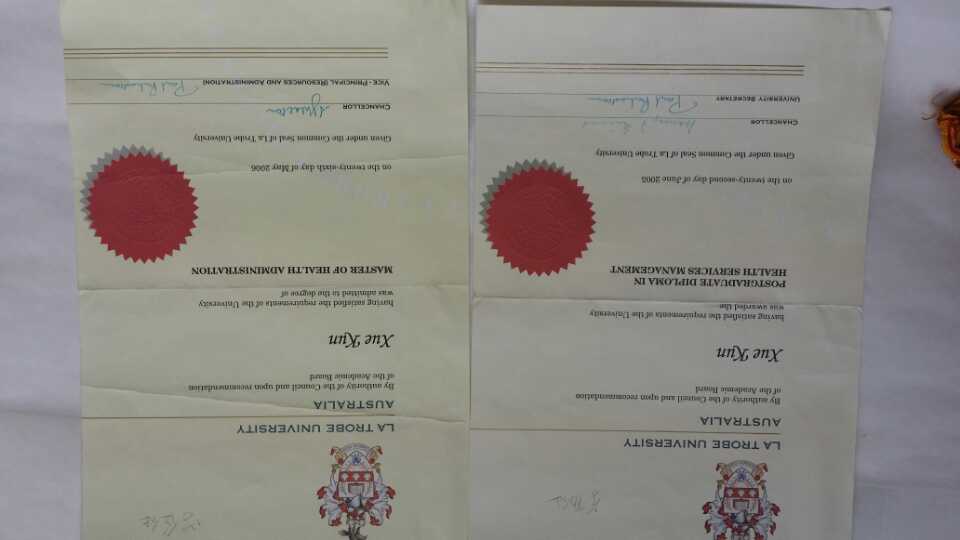 LA TROBE UNIVERSITY
AUSTRALIA
By authority of the Council and upon recommendation
of the Academic Board
Xue Kun
having satisfied the requirements of the University
was awarded the
POSTGRADUATE DIPLOMA IN
HEALTH SERVICES MANAGEMENT
on the twenty-second day of June 2005
Given under the Common Seal of La Trobe University
CHANCELLOR
UNIVERSITY SECRETARY
LA TROBE UNIVERSITY
AUSTRALIA
By authority of the Council and upon recommendation
of the Academic Board
Xue Kun
having satisfied the requirements of the University
was admitted to the degree of
MASTER OF HEALTH ADMINISTRATION
on the twenty-sixth day of May 2006
Given under the Common Seal of La Trobe University
CHANCELLOR
VICE-PRINCIPAL (RESOURCES AND ADMINISTRATION)